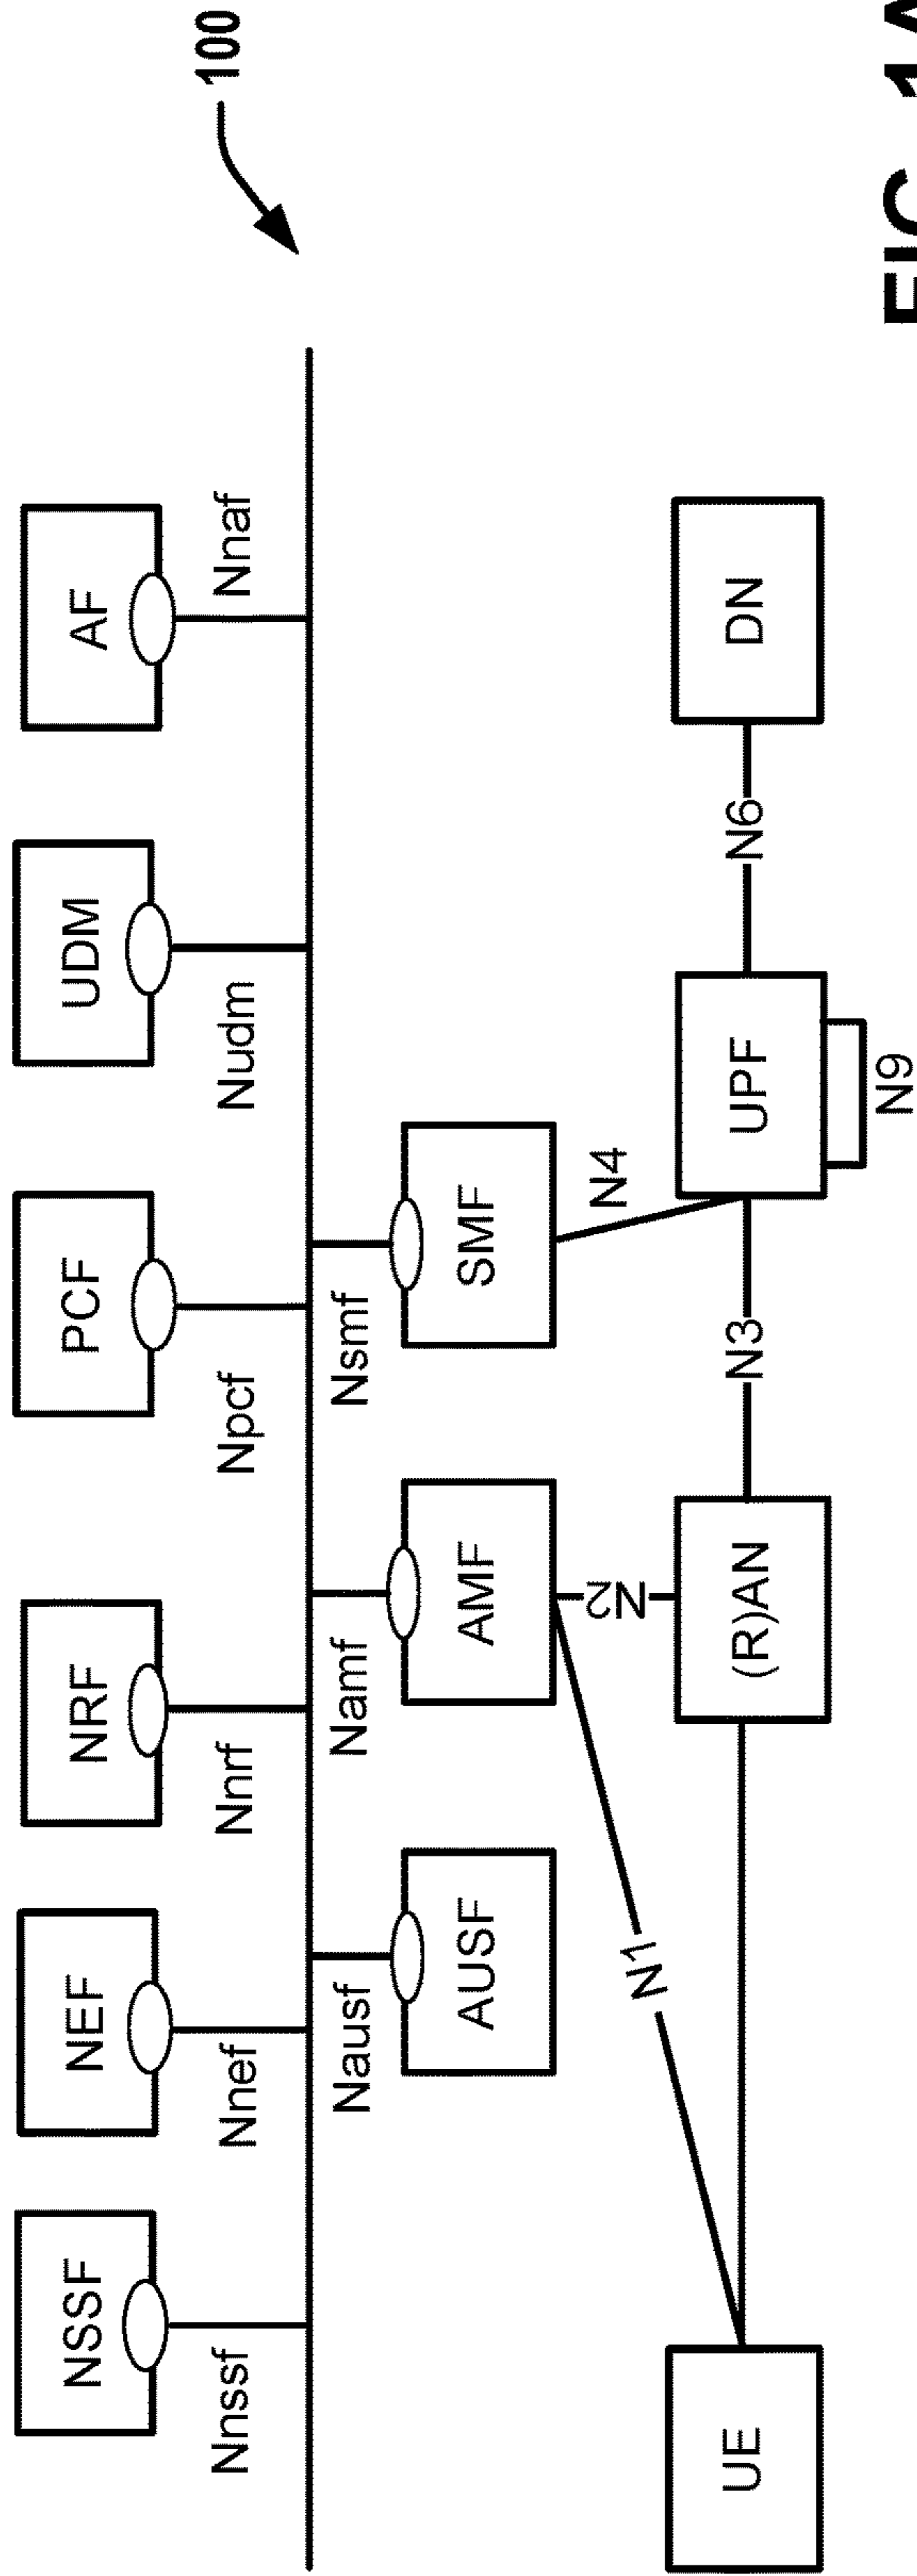 100
NSSF NEF NRF PCF UDM AF
Nnssf Nnef Nnrf Npcf Nudm Nnaf
Nausf Namf Nsmf
AUSF AMF SMF
N1 N2 N4
UE (R)AN N3 UPF N6 DN
N9
FIG. 1A